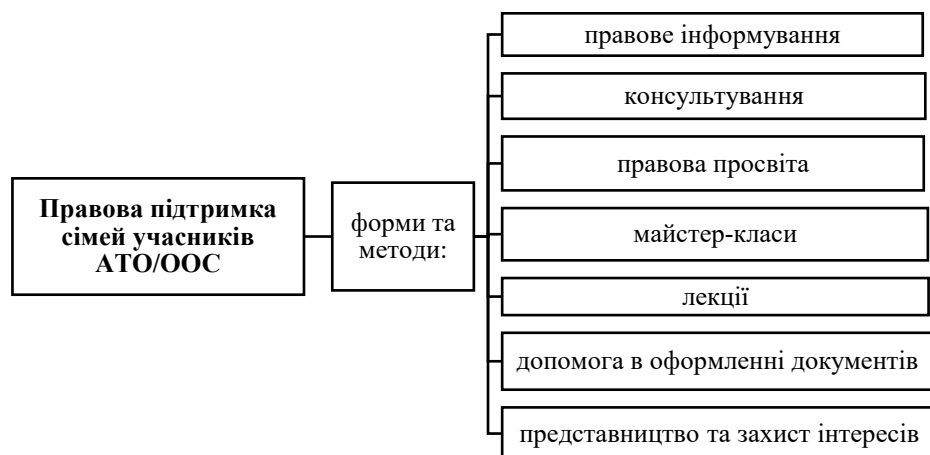 Правова підтримка
сімей учасників
АТО/ООС
форми та
методи:
правове інформування
консультування
правова просвіта
майстер-класи
лекції
допомога в оформленні документів
представництво та захист інтересів